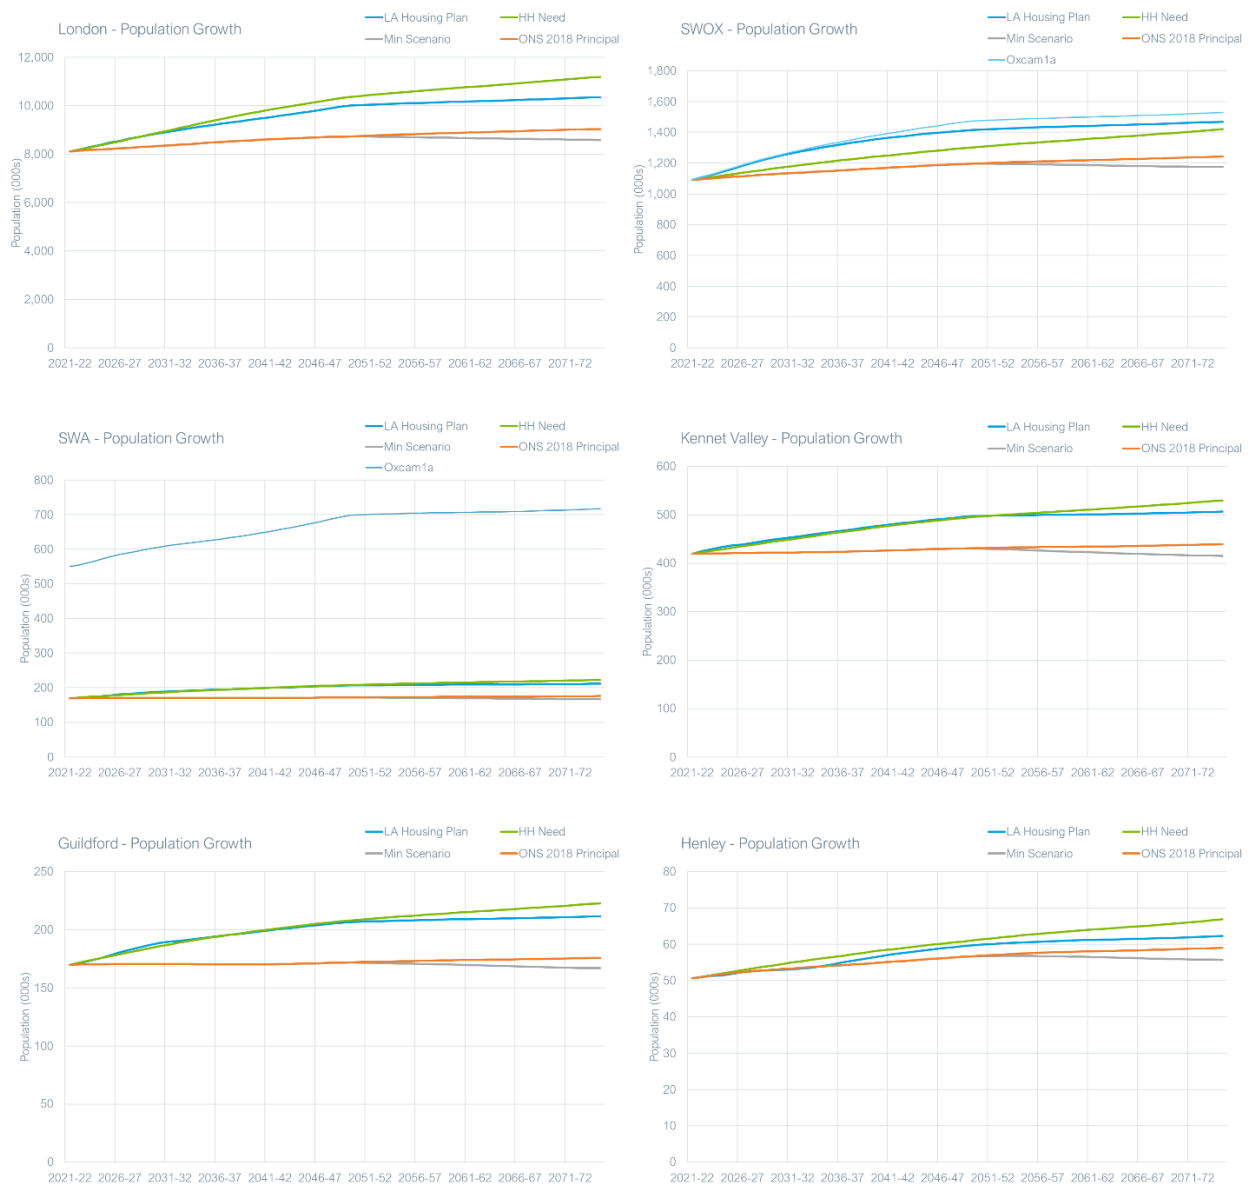 London - Population Growth
LA Housing Plan
HH Need
Min Scenario
ONS 2018 Principal
Population (000s)
12,000
10,000
8,000
6,000
4,000
2,000
0
2021-22 2026-27 2031-32 2036-37 2041-42 2046-47 2051-52 2056-57 2061-62 2066-67 2071-72
SWOX - Population Growth
LA Housing Plan
HH Need
Min Scenario
ONS 2018 Principal
Oxcam1a
Population (000s)
1,800
1,600
1,400
1,200
1,000
800
600
400
200
0
2021-22 2026-27 2031-32 2036-37 2041-42 2046-47 2051-52 2056-57 2061-62 2066-67 2071-72
SWA - Population Growth
LA Housing Plan
HH Need
Min Scenario
ONS 2018 Principal
Oxcam1a
Population (000s)
800
700
600
500
400
300
200
100
0
2021-22 2026-27 2031-32 2036-37 2041-42 2046-47 2051-52 2056-57 2061-62 2066-67 2071-72
Kennet Valley - Population Growth
LA Housing Plan
HH Need
Min Scenario
ONS 2018 Principal
Population (000s)
600
500
400
300
200
100
0
2021-22 2026-27 2031-32 2036-37 2041-42 2046-47 2051-52 2056-57 2061-62 2066-67 2071-72
Guildford - Population Growth
LA Housing Plan
HH Need
Min Scenario
ONS 2018 Principal
Population (000s)
250
200
150
100
50
0
2021-22 2026-27 2031-32 2036-37 2041-42 2046-47 2051-52 2056-57 2061-62 2066-67 2071-72
Henley - Population Growth
LA Housing Plan
HH Need
Min Scenario
ONS 2018 Principal
Population (000s)
80
70
60
50
40
30
20
10
0
2021-22 2026-27 2031-32 2036-37 2041-42 2046-47 2051-52 2056-57 2061-62 2066-67 2071-72